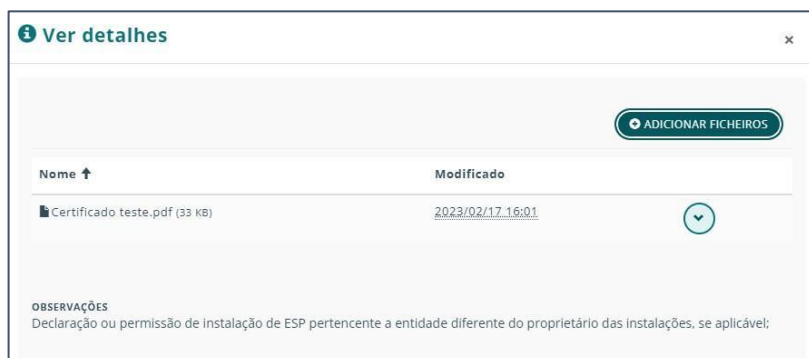 Ver detalhes
×
ADICIONAR FICHEIROS
Nome
Modificado
Certificado teste.pdf (33 KB)
2023/02/17 16:01
OBSERVAÇÕES
Declaração ou permissão de instalação de ESP pertencente a entidade diferente do proprietário das instalações, se aplicável;